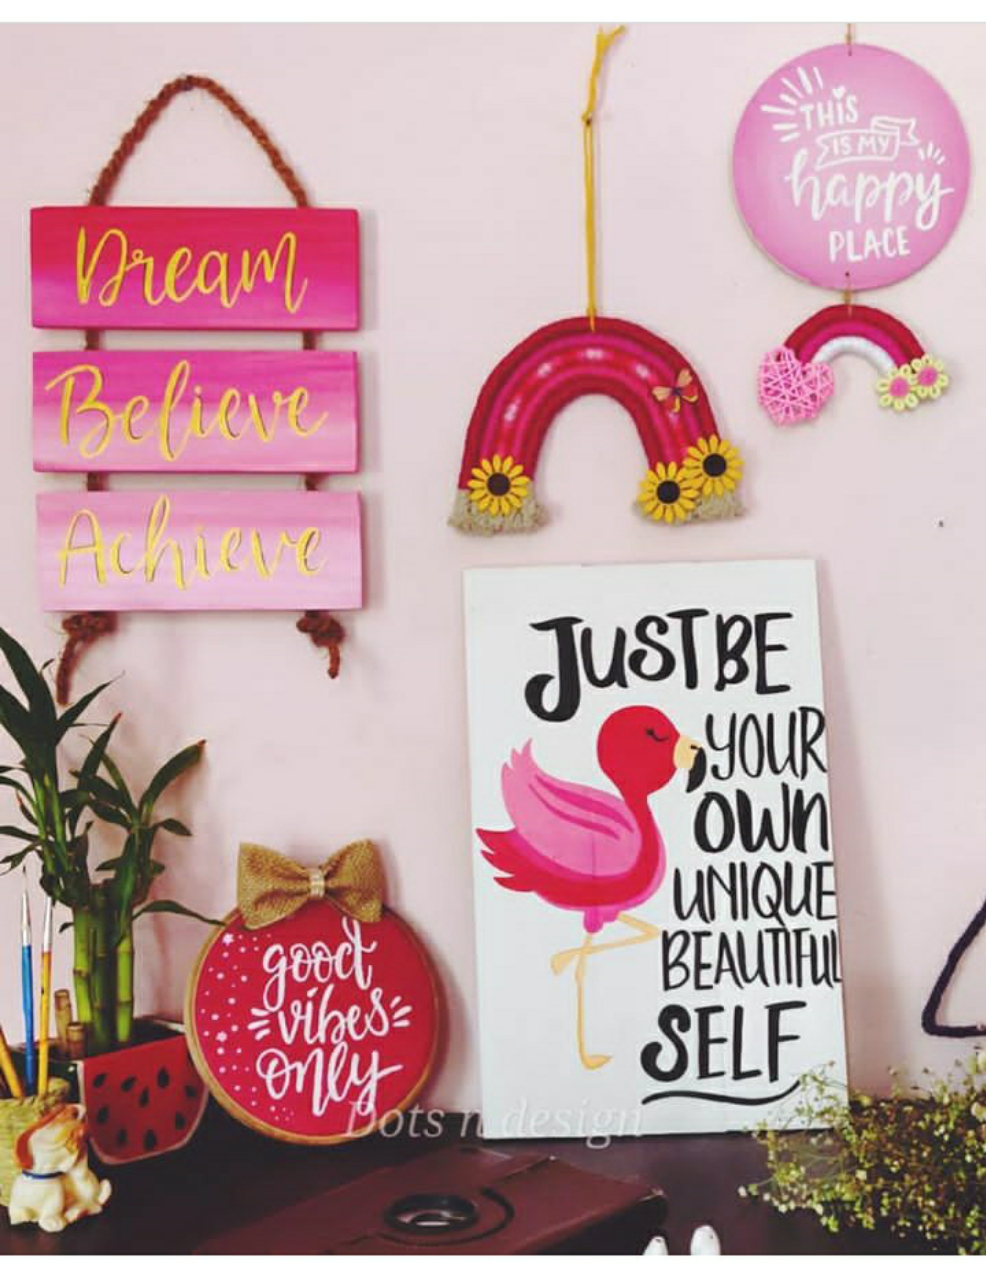 Dream
Believe
Achieve
THIS
IS MY
happy
PLACE
JUST BE
YOUR
OWN
UNIQUE
BEAUTIFUL
SELF
good
vibes
only
Dots n design